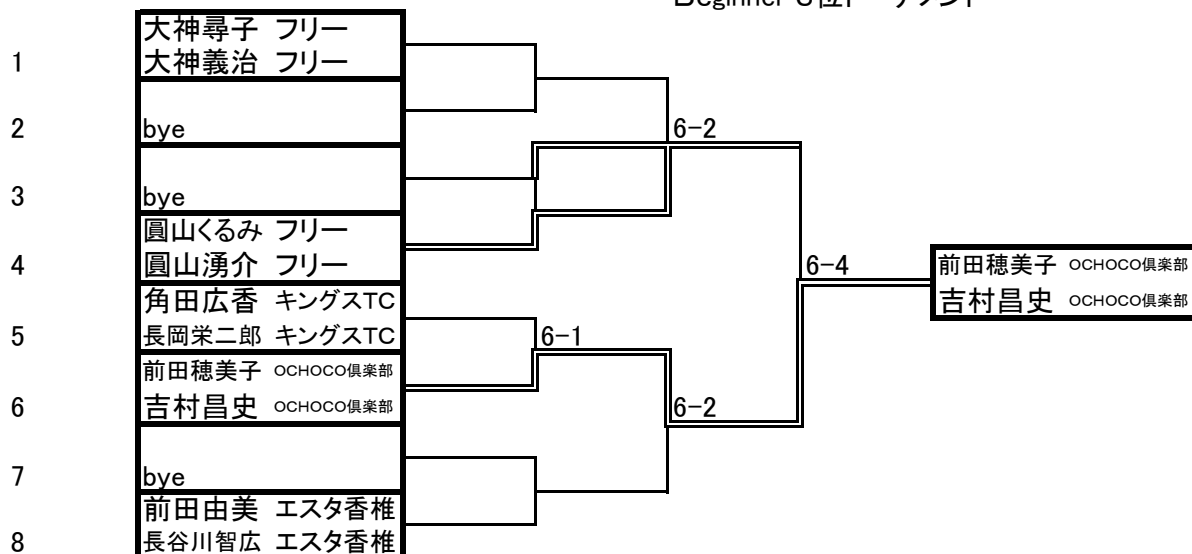 Beginner 3位トーナメント
大神尋子 フリー
1 大神義治 フリー
2 bye
6-2
3 bye
圓山くるみ フリー
4 圓山湧介 フリー
6-4
前田穂美子 OCHOCO倶楽部
吉村昌史 OCHOCO倶楽部
角田広香 キングスTC
5 長岡栄二郎 キングスTC
6-1
前田穂美子 OCHOCO倶楽部
6 吉村昌史 OCHOCO倶楽部
6-2
7 bye
前田由美 エスタ香椎
8 長谷川智広 エスタ香椎